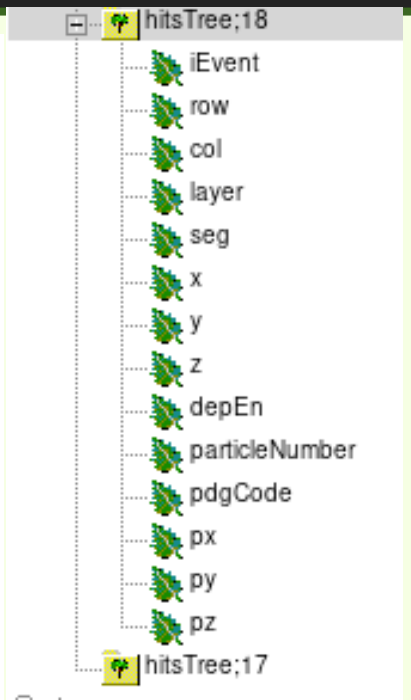 hitsTree;18
iEvent
row
col
layer
seg
x
y
z
depEn
particleNumber
pdgCode
px
py
pz
hitsTree;17